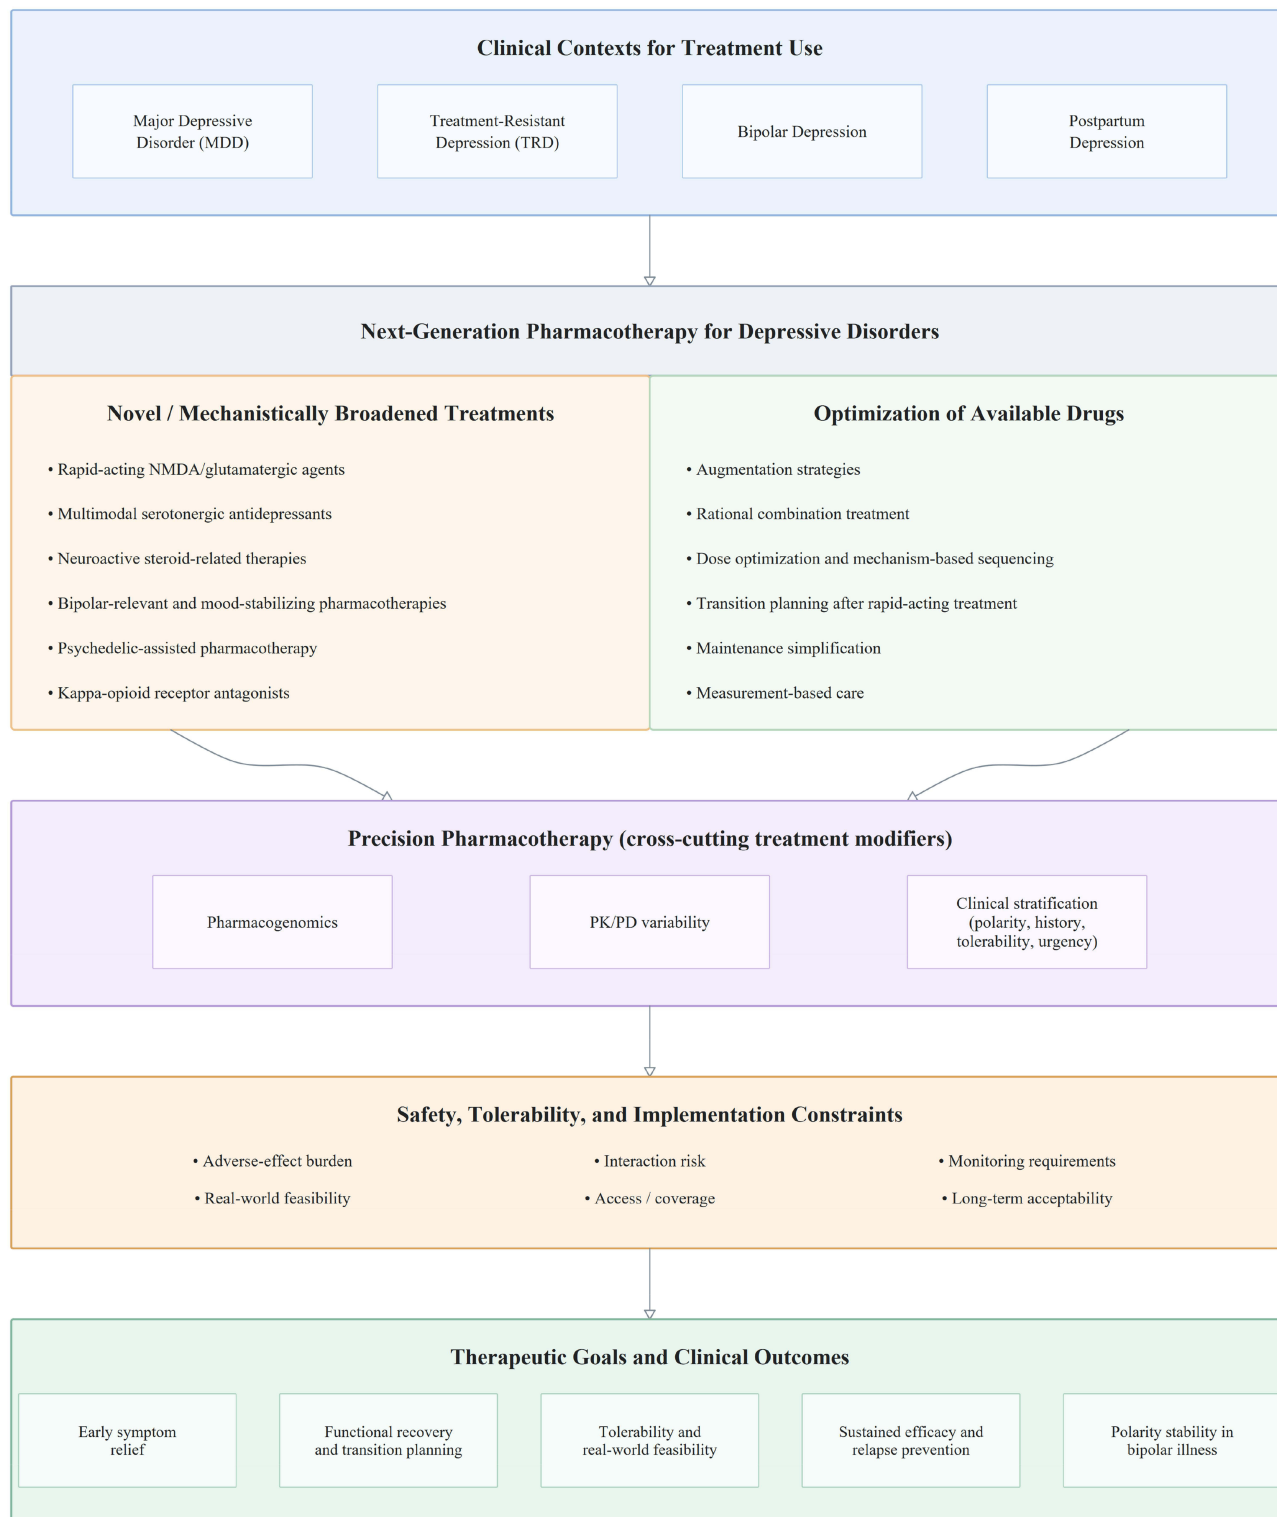 Clinical Contexts for Treatment Use
Major Depressive
Disorder (MDD)
Treatment-Resistant
Depression (TRD)
Bipolar Depression
Postpartum
Depression
Next-Generation Pharmacotherapy for Depressive Disorders
Novel / Mechanistically Broadened Treatments
• Rapid-acting NMDA/glutamatergic agents
• Multimodal serotonergic antidepressants
• Neuroactive steroid-related therapies
• Bipolar-relevant and mood-stabilizing pharmacotherapies
• Psychedelic-assisted pharmacotherapy
• Kappa-opioid receptor antagonists
Optimization of Available Drugs
• Augmentation strategies
• Rational combination treatment
• Dose optimization and mechanism-based sequencing
• Transition planning after rapid-acting treatment
• Maintenance simplification
• Measurement-based care
Precision Pharmacotherapy (cross-cutting treatment modifiers)
Pharmacogenomics
PK/PD variability
Clinical stratification
(polarity, history,
tolerability, urgency)
Safety, Tolerability, and Implementation Constraints
• Adverse-effect burden
• Interaction risk
• Monitoring requirements
• Real-world feasibility
• Access / coverage
• Long-term acceptability
Therapeutic Goals and Clinical Outcomes
Early symptom
relief
Functional recovery
and transition planning
Tolerability and
real-world feasibility
Sustained efficacy and
relapse prevention
Polarity stability in
bipolar illness